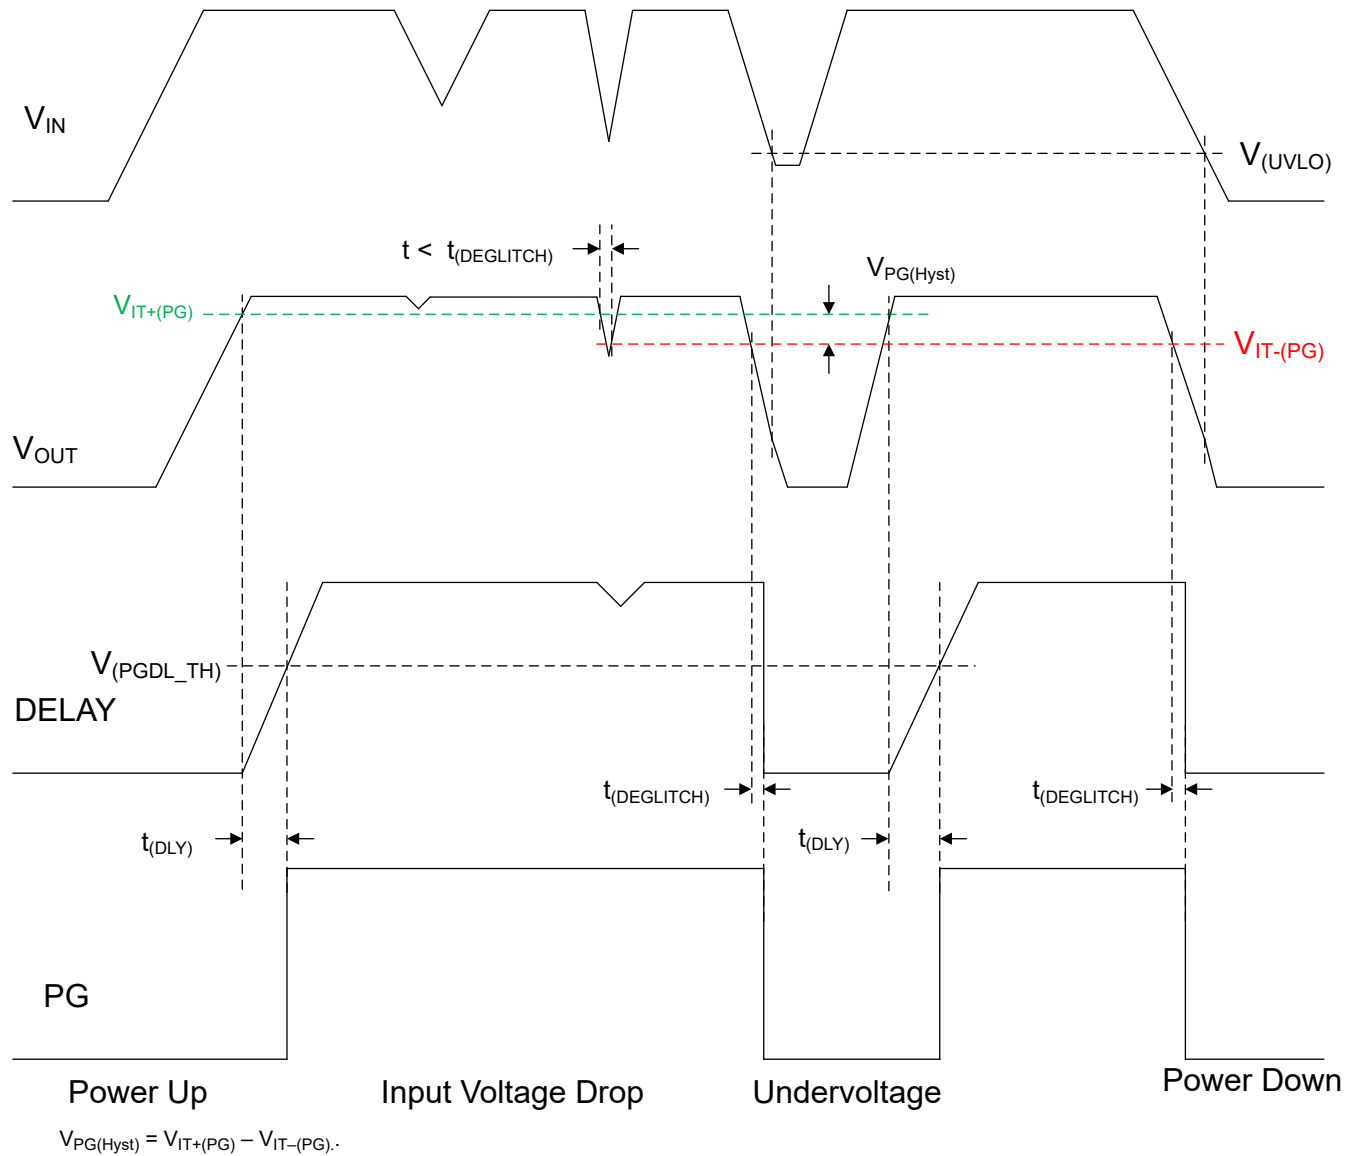 V(UVLO)
VIN
t < t(DEGLITCH)
VPG(Hyst)
VIT+(PG)
VIT-(PG)
VOUT
V(PGDL_TH)
DELAY
t(DEGLITCH)
t(DEGLITCH)
t(DLY)
t(DLY)
PG
Power Up
Input Voltage Drop
Undervoltage
Power Down
VPG(Hyst) = VIT+(PG) – VIT–(PG)..